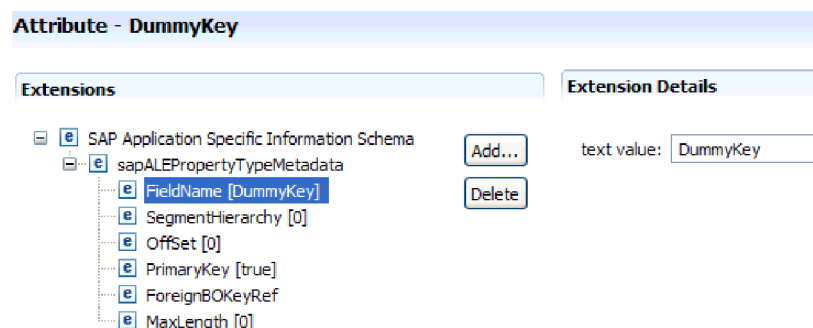 Attribute - DummyKey
Extensions
Extension Details
SAP Application Specific Information Schema
Add...
text value: DummyKey
sapALEPropertyTypeMetadata
FieldName [DummyKey]
Delete
SegmentHierarchy [0]
OffSet [0]
PrimaryKey [true]
ForeignBOKeyRef
MaxLength [0]